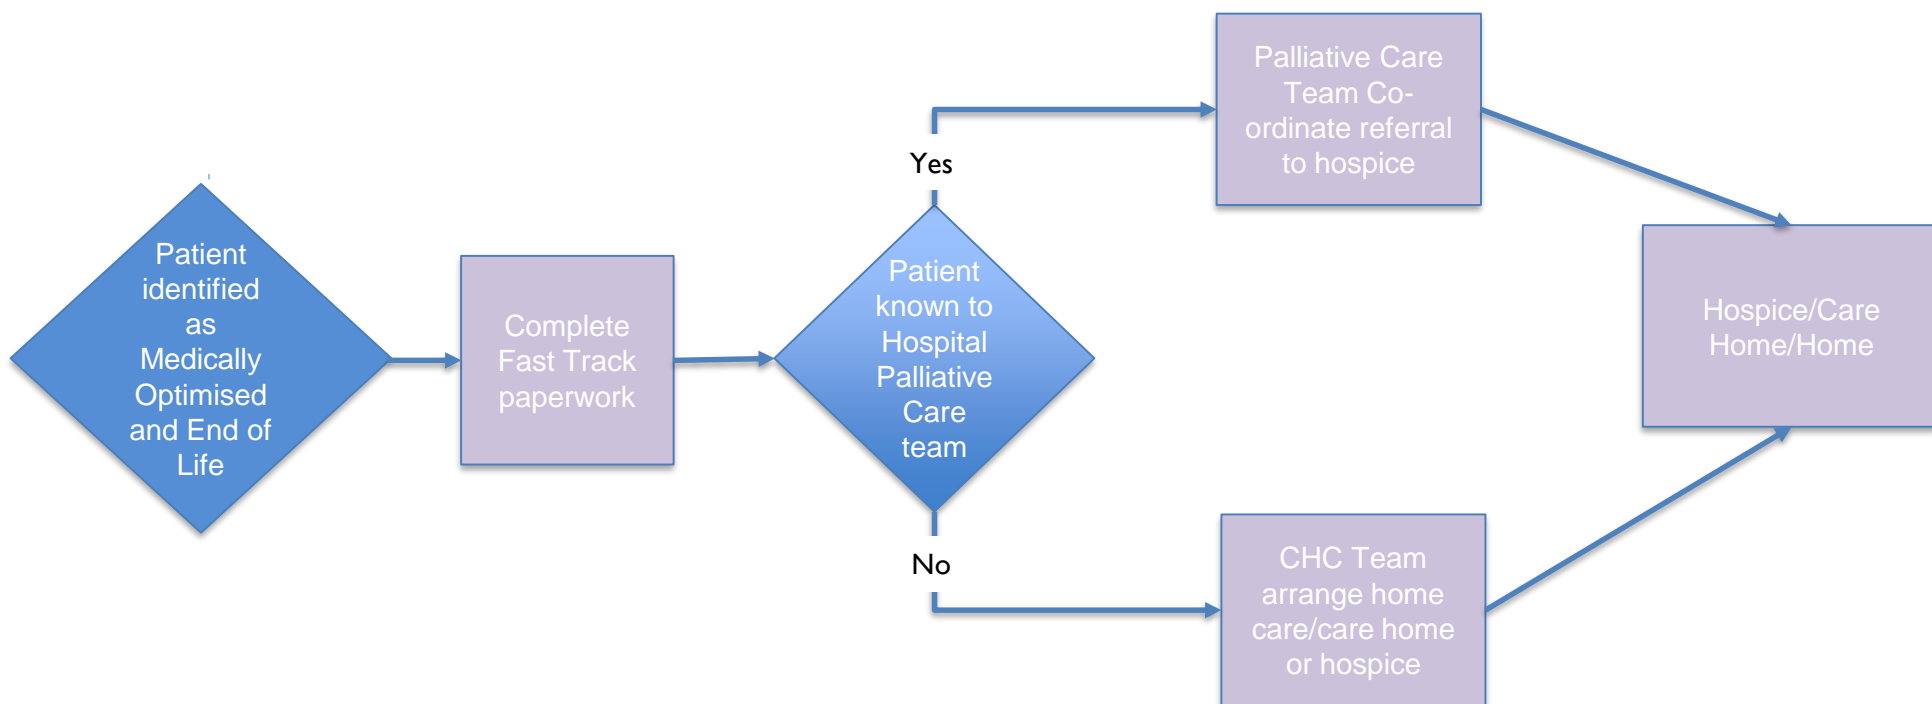 Patient
identified
as
Medically
Optimised
and End of
Life
Complete
Fast Track
paperwork
Patient
known to
Hospital
Palliative
Care
team
Yes
Palliative Care
Team Co-
ordinate referral
to hospice
No
CHC Team
arrange home
care/care home
or hospice
Hospice/Care
Home/Home